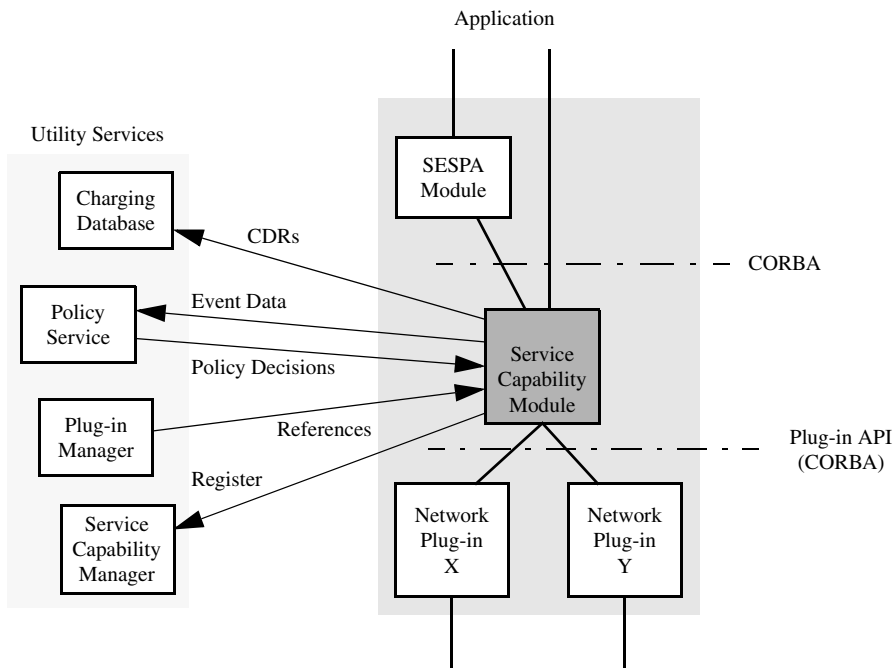 Application
Utility Services
Charging
Database
CDRs
SESPA
Module
CORBA
Policy
Service
Event Data
Policy Decisions
Service
Capability
Module
Plug-in
Manager
References
Plug-in API
(CORBA)
Register
Service
Capability
Manager
Network
Plug-in
X
Network
Plug-in
Y